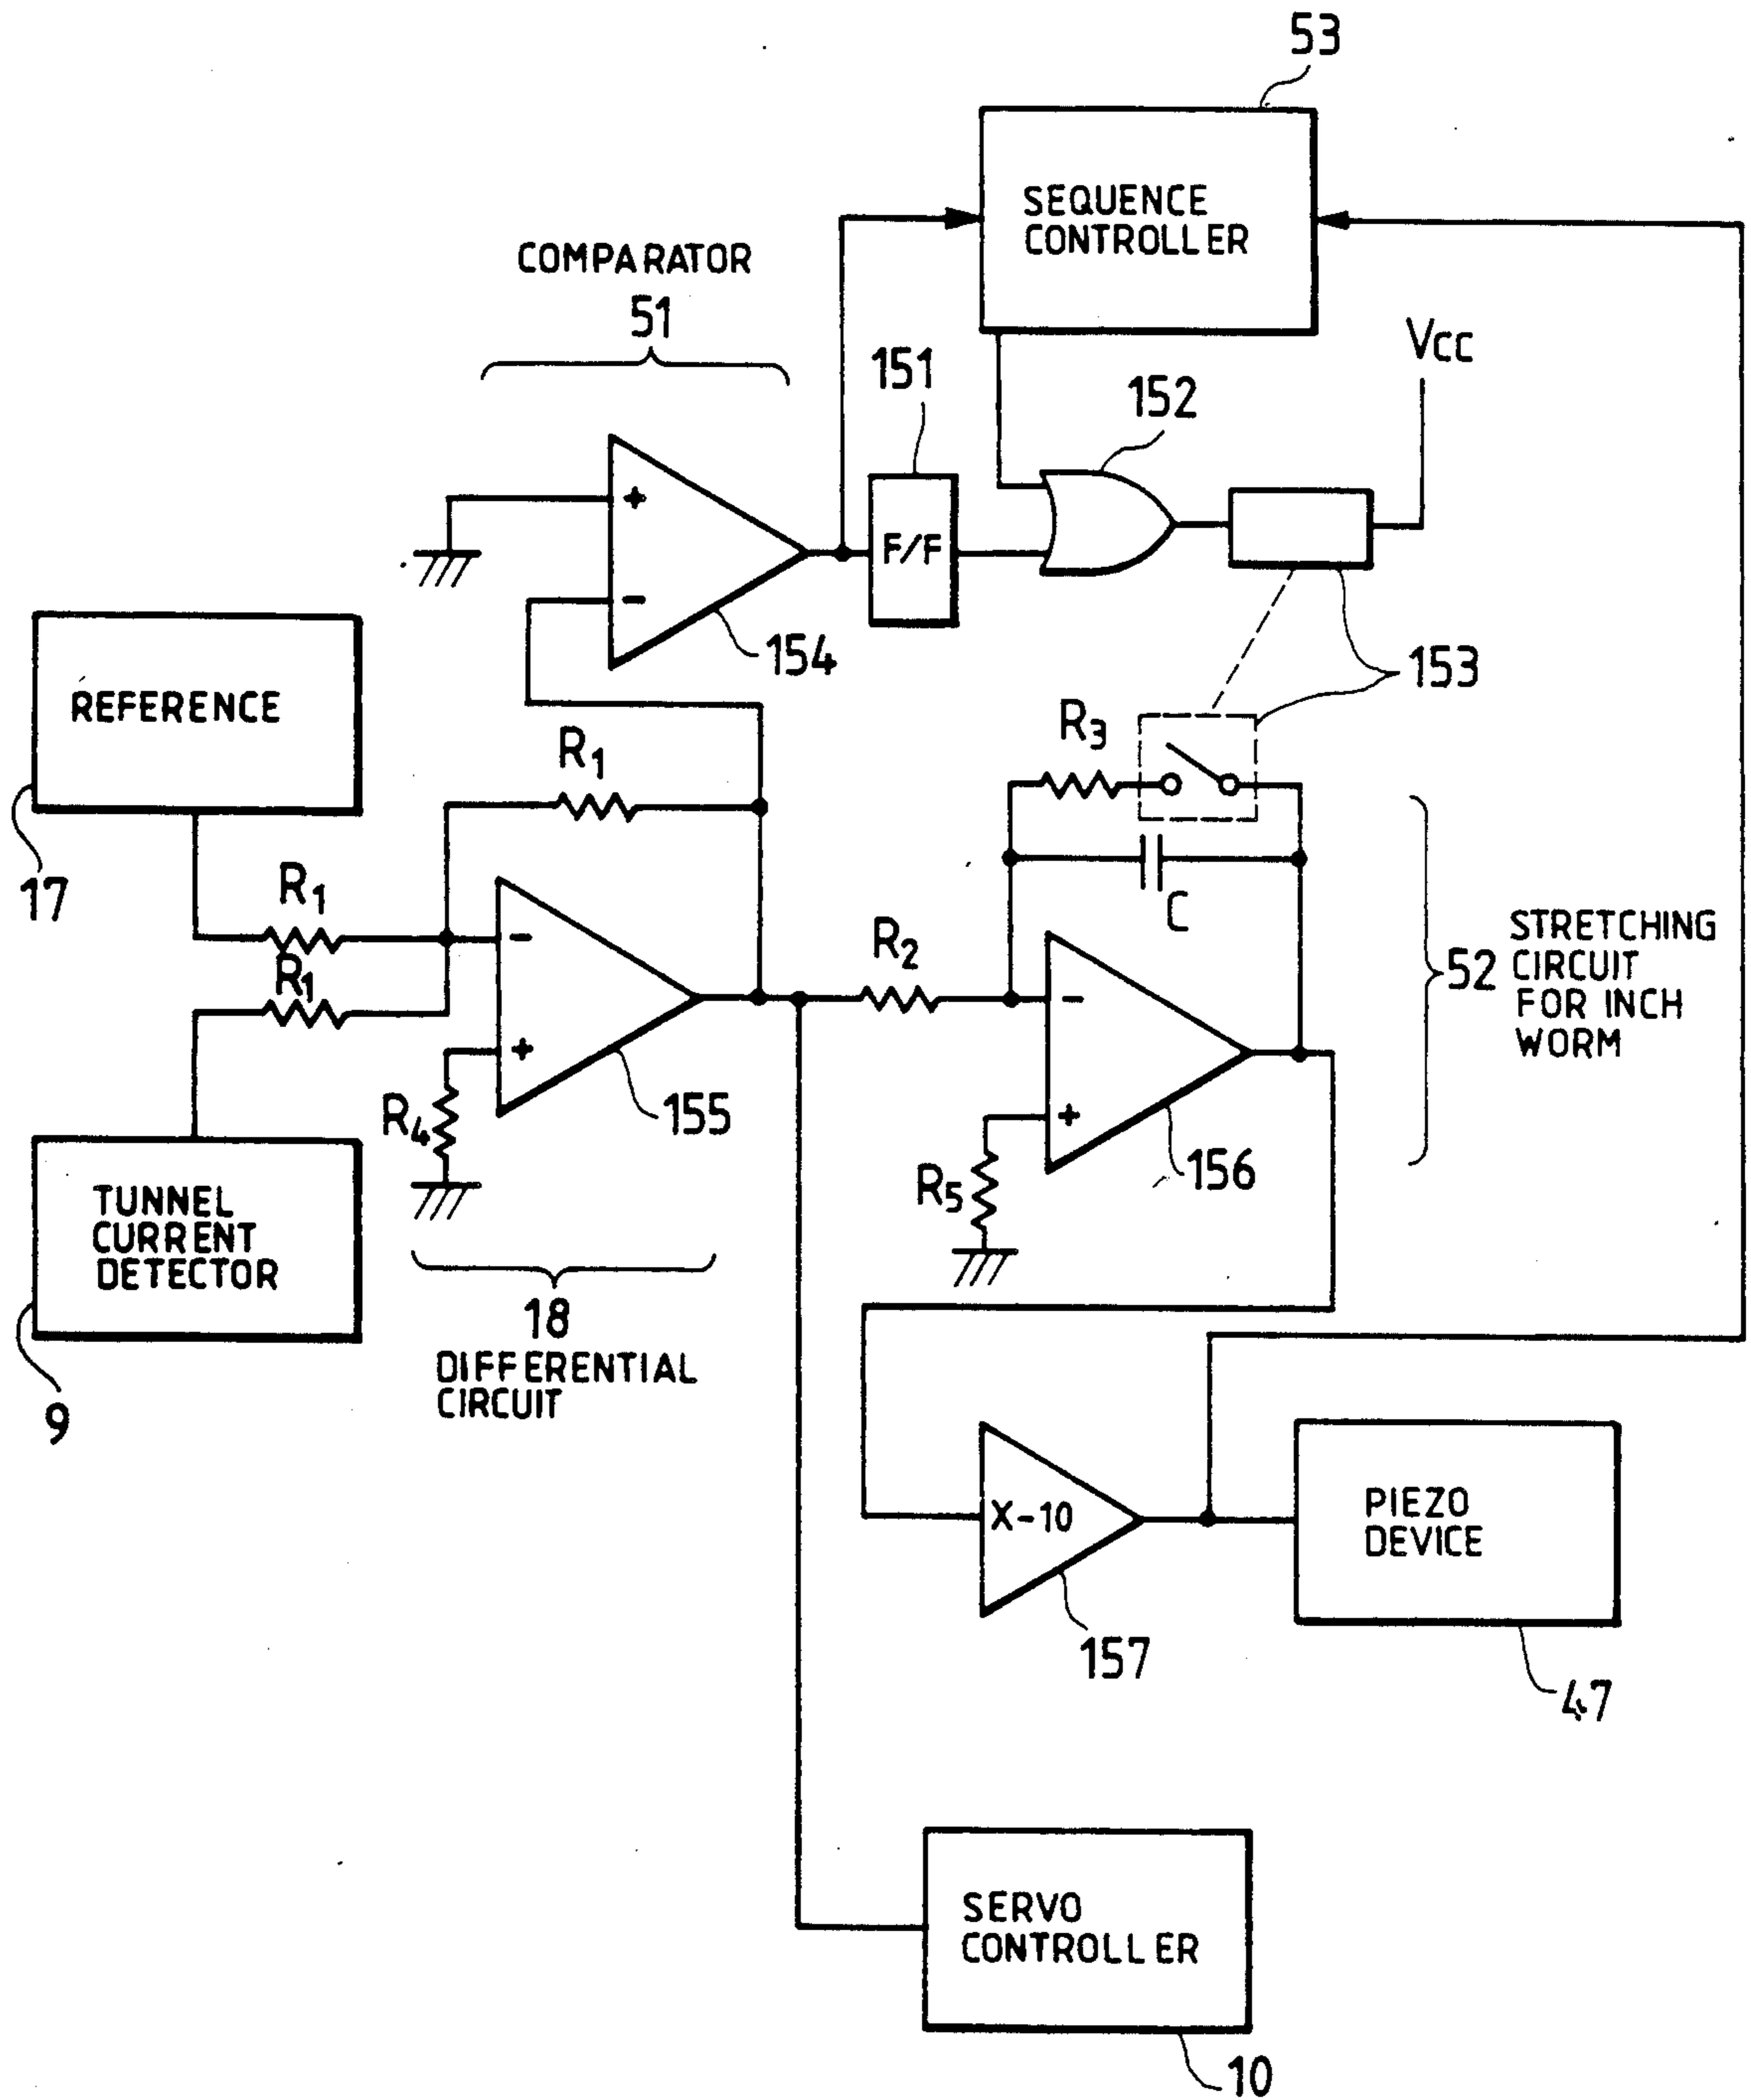 53
SEQUENCE
CONTROLLER
COMPARATOR
51
VCC
151
152
+
F/F
-
154
153
REFERENCE
R3
R1
17
R1
C
R2
STRETCHING
52 CIRCUIT
FOR INCH
WORM
-
R1
-
+
R4
155
+
R5
156
TUNNEL
CURRENT
DETECTOR
18
DIFFERENTIAL
CIRCUIT
9
X-10
PIEZO
DEVICE
157
47
SERVO
CONTROLLER
10